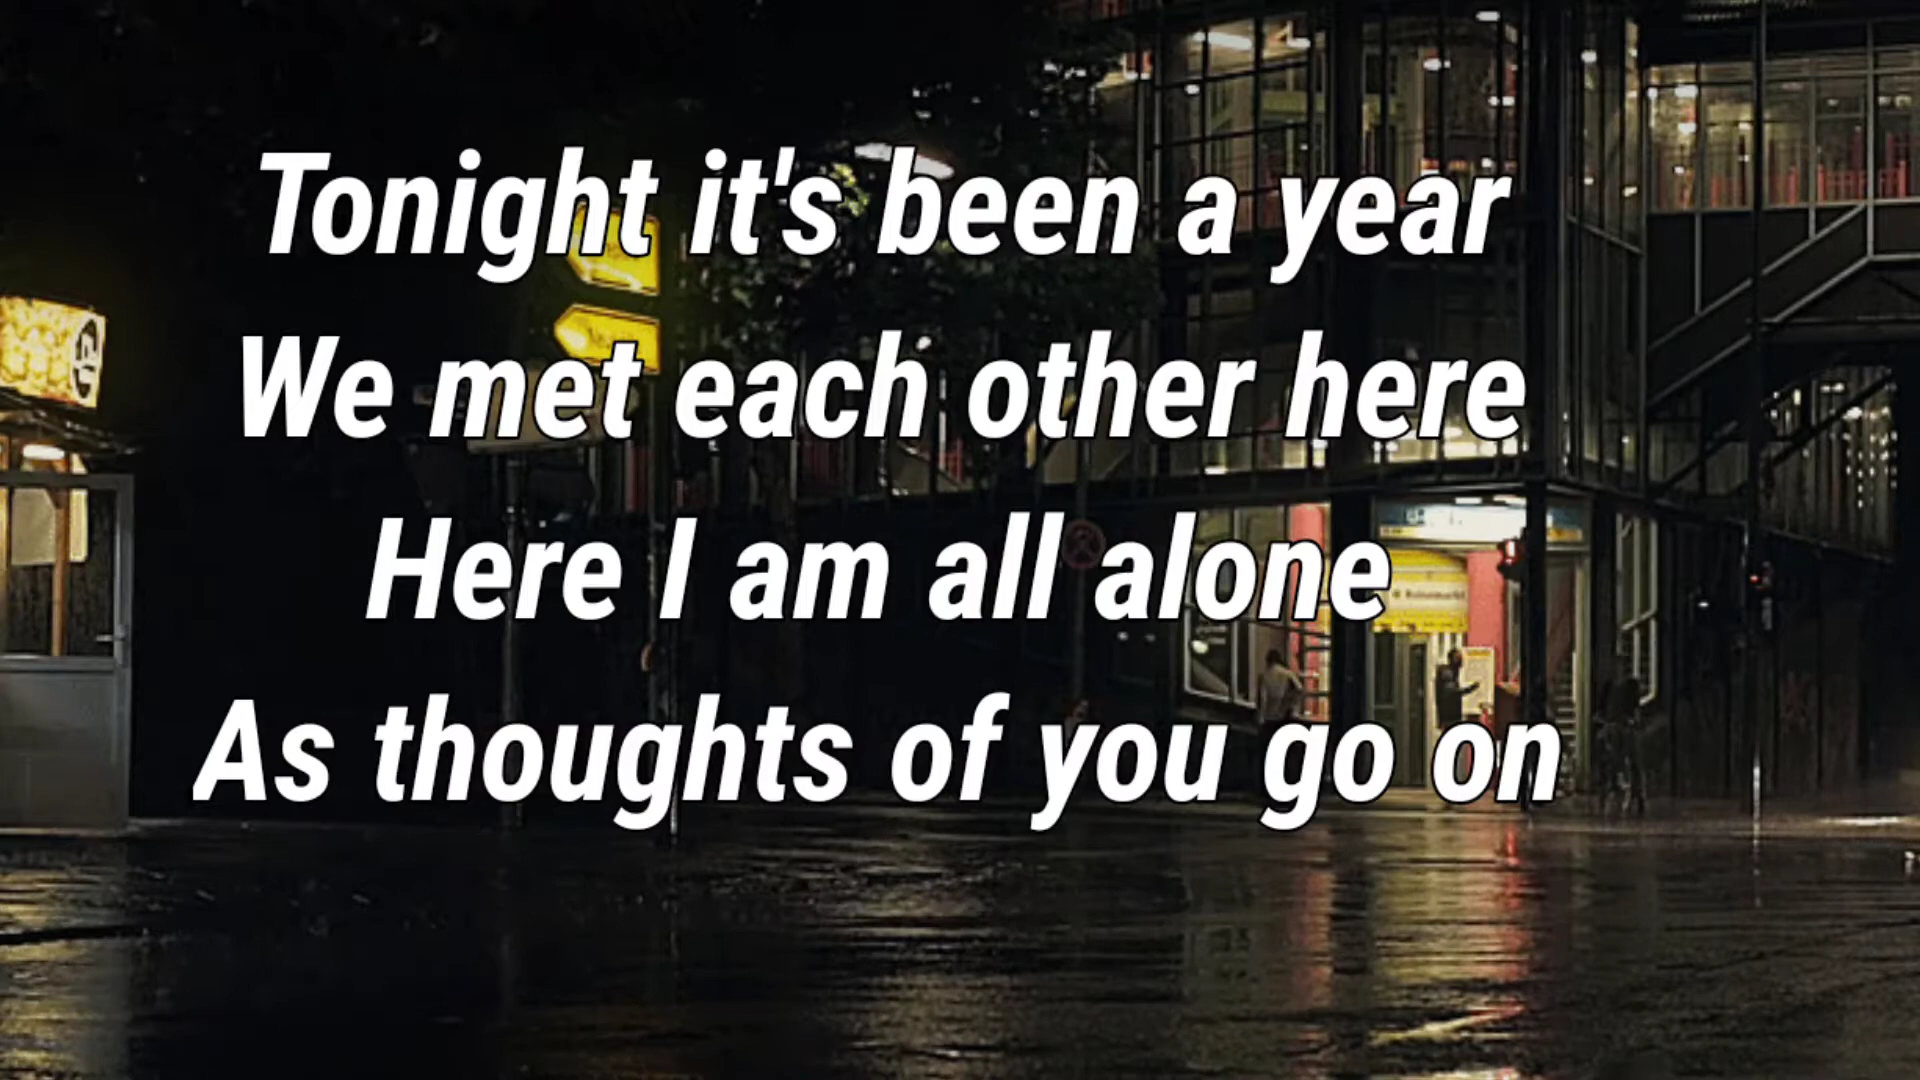 Tonight it's been a year
We met each other here
Here I am all alone
As thoughts of you go on